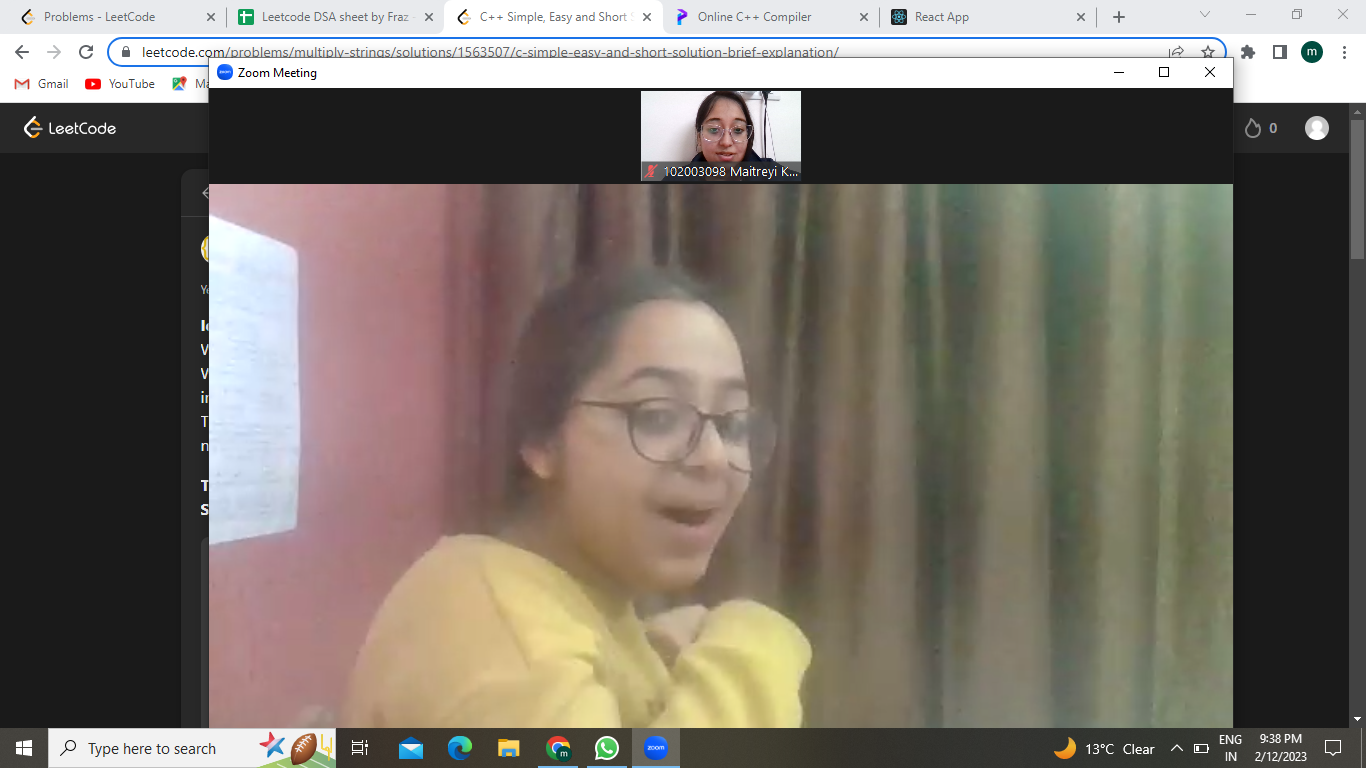 Problems - LeetCode
Leetcode DSA sheet by Fraz -
C++ Simple, Easy and Short S
Online C++ Compiler
React App
leetcode.com/problems/multiply-strings/solutions/1563507/c-simple-easy-and-short-solution-brief-explanation/
m
Gmail
YouTube
Ma
zoom
Zoom Meeting
102003098 Maitreyi K...
LeetCode
0
Type here to search
zoom
13°C Clear
ENG
IN
9:38 PM
2/12/2023